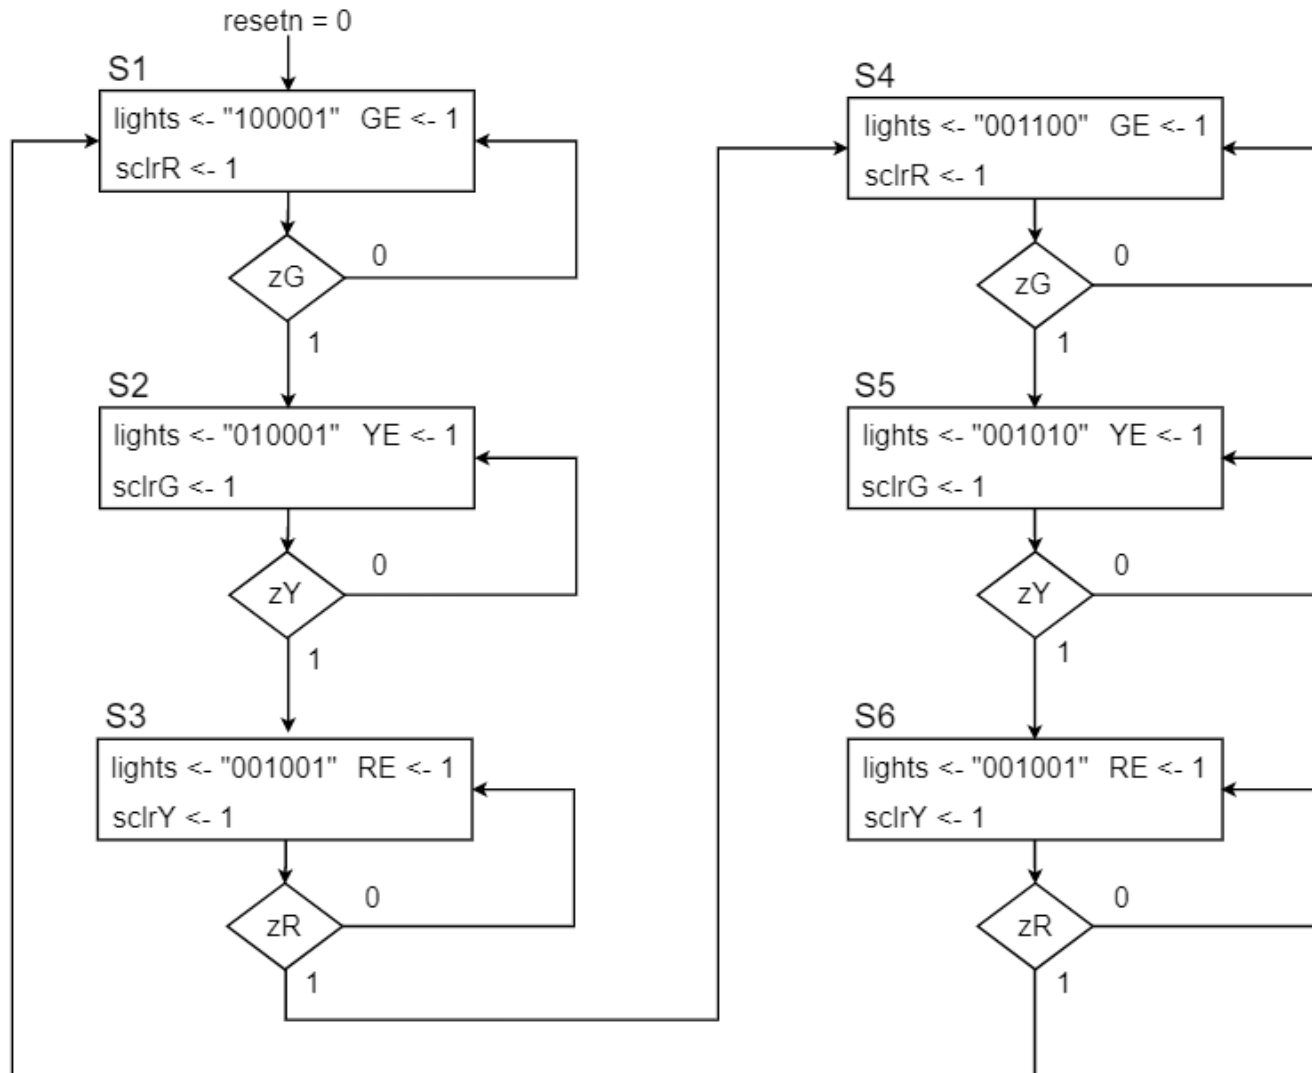 resetn = 0
S1
lights <- "100001" GE <- 1
sclrR <- 1
zG
0
1
S2
lights <- "010001" YE <- 1
sclrG <- 1
zY
0
1
S3
lights <- "001001" RE <- 1
sclrY <- 1
zR
0
1
S4
lights <- "001100" GE <- 1
sclrR <- 1
zG
0
1
S5
lights <- "001010" YE <- 1
sclrG <- 1
zY
0
1
S6
lights <- "001001" RE <- 1
sclrY <- 1
zR
0
1